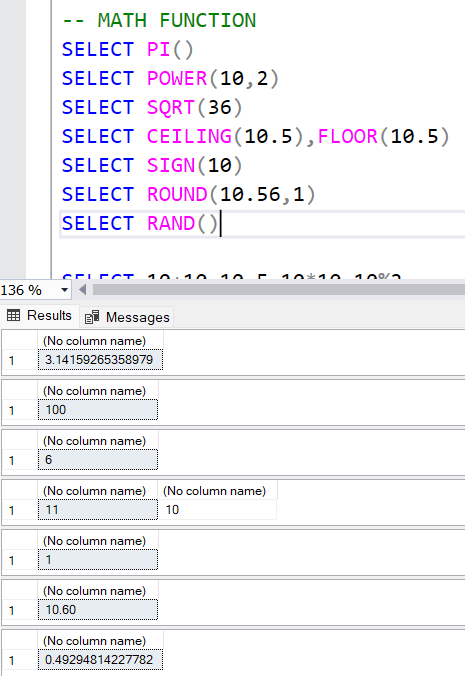 -- MATH FUNCTION
SELECT PI()
SELECT POWER(10,2)
SELECT SQRT(36)
SELECT CEILING(10.5),FLOOR(10.5)
SELECT SIGN(10)
SELECT ROUND(10.56,1)
SELECT RAND()
136 %
Results Messages
(No column name)
1 3.14159265358979
(No column name)
1 100
(No column name)
1 6
(No column name) (No column name)
1 11 10
(No column name)
1 1
(No column name)
1 10.60
(No column name)
1 0.49294814227782